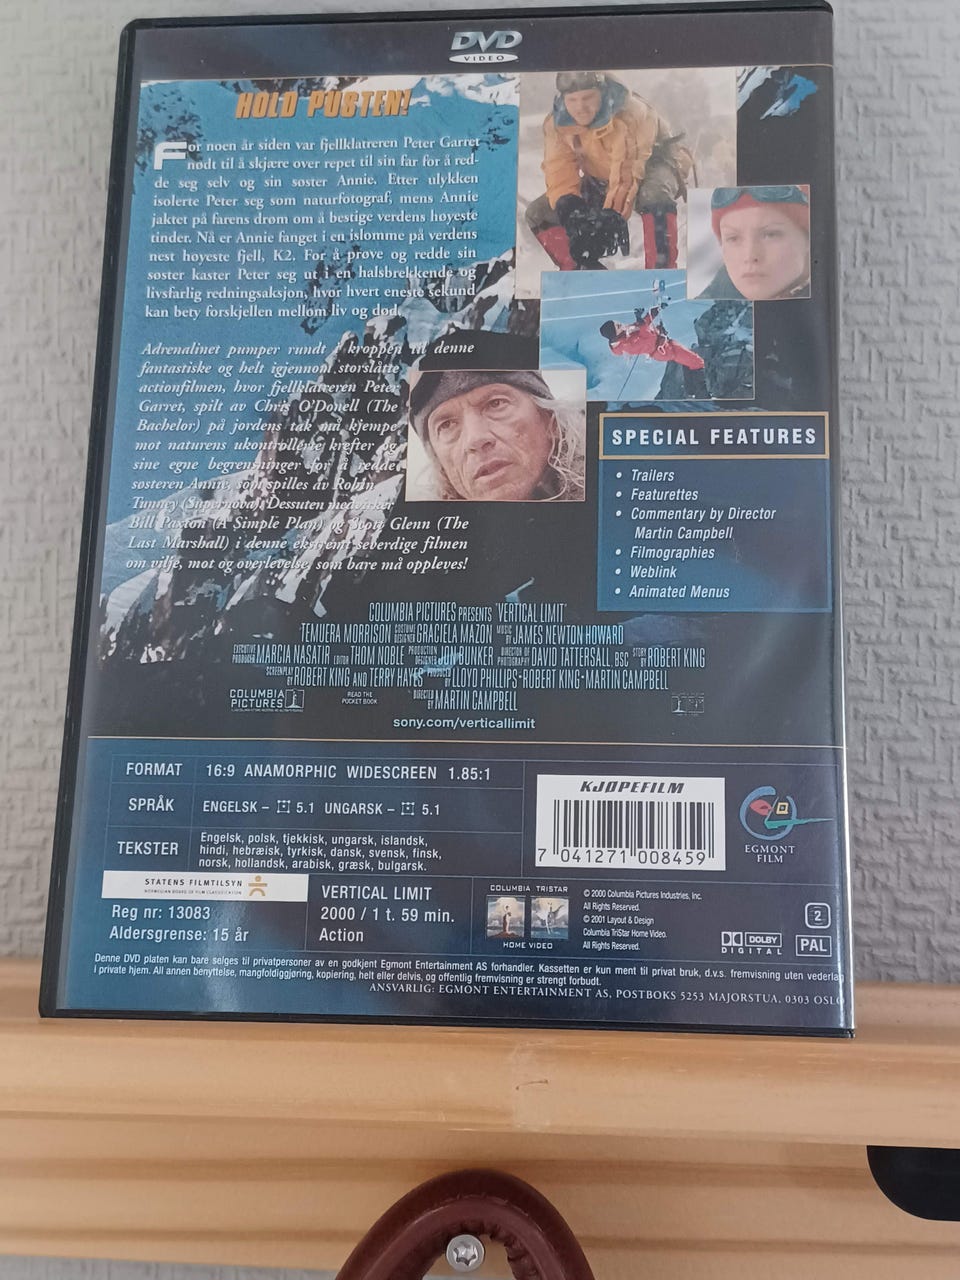 DVD
VIDEO
HOLD PUSTEN!
For noen år siden var fjellklatreren Peter Garret
nødt til å skjære over repet til sin far for å red-
de seg selv og sin søster Annie. Etter ulykken
isolerte Peter seg som naturfotograf, mens Annie
jaktet på farens drøm om å bestige verdens høyeste
tinder. Nå er Annie fanget i en islomme på verdens
nest høyeste fjell, K2. For å prøve og redde sin
søster kaster Peter seg ut i en halsbrekkende og
livsfarlig redningsaksjon, hvor hvert eneste sekund
kan bety forskjellen mellom liv og død.
Adrenalinet pumper rundt i kroppen til denne
fantastiske og helt igjennom storslåtte
actionfilmen, hvor fjellklatreren Peter
Garret, spilt av Chris O'Donell (The
Bachelor) på jordens tak må kjempe
mot naturens ukontrollerte krefter og
sine egne begrensninger for å redde
søsteren Annie, som spilles av Robin
Tunney (Supernova). Dessuten medvirker
Bill Paxton (A Simple Plan) og Scott Glenn (The
Last Marshall) i denne ekstremt severdige filmen
om vilje, mot og overlevelse, som bare må oppleves!
SPECIAL FEATURES
• Trailers
• Featurettes
• Commentary by Director
Martin Campbell
• Filmographies
• Weblink
• Animated Menus
COLUMBIA PICTURES PRESENTS "VERTICAL LIMIT"
TEMUERA MORRISON COSTUME DESIGNER GRACIELA MAZON MUSIC BY JAMES NEWTON HOWARD
EXECUTIVE PRODUCER MARCIA NASATIR EDITOR THOM NOBLE PRODUCTION DESIGNER JON BUNKER DIRECTOR OF PHOTOGRAPHY DAVID TATTERSALL, BSC STORY BY ROBERT KING
SCREENPLAY BY ROBERT KING AND TERRY HAYES PRODUCED BY LLOYD PHILLIPS • ROBERT KING • MARTIN CAMPBELL
COLUMBIA PICTURES READ THE POCKET BOOK DIRECTED BY MARTIN CAMPBELL
sony.com/verticallimit
FORMAT 16:9 ANAMORPHIC WIDESCREEN 1.85:1
SPRÅK ENGELSK – 5.1 UNGARSK – 5.1
TEKSTER Engelsk, polsk, tjekkisk, ungarsk, islandsk,
hindi, hebræisk, tyrkisk, dansk, svensk, finsk,
norsk, hollandsk, arabisk, græsk, bulgarsk.
KJØPEFILM
7 041271 008459
EGMONT
FILM
STATENS FILMTILSYN
NORWEGIAN BOARD OF FILM CLASSIFICATION
Reg nr: 13083
Aldersgrense: 15 år
VERTICAL LIMIT
2000 / 1 t. 59 min.
Action
COLUMBIA TRISTAR
HOME VIDEO
© 2000 Columbia Pictures Industries, Inc.
All Rights Reserved.
© 2001 Layout & Design
Columbia TriStar Home Video.
All Rights Reserved.
DOLBY
DIGITAL
2
PAL
Denne DVD platen kan bare selges til privatpersoner av en godkjent Egmont Entertainment AS forhandler. Kassetten er kun ment til privat bruk, d.v.s. fremvisning uten vederlag
i private hjem. All annen benyttelse, mangfoldiggjøring, kopiering, helt eller delvis, og offentlig fremvisning er strengt forbudt.
ANSVARLIG: EGMONT ENTERTAINMENT AS, POSTBOKS 5253 MAJORSTUA, 0303 OSLO